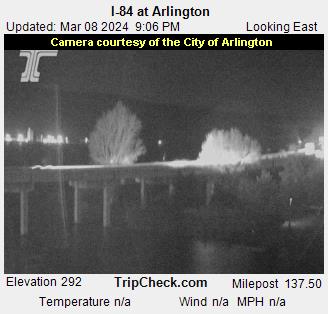 I-84 at Arlington
Updated: Mar 08 2024 9:06 PM Looking East
Camera courtesy of the City of Arlington
Elevation 292 TripCheck.com Milepost 137.50
Temperature n/a Wind n/a MPH n/a